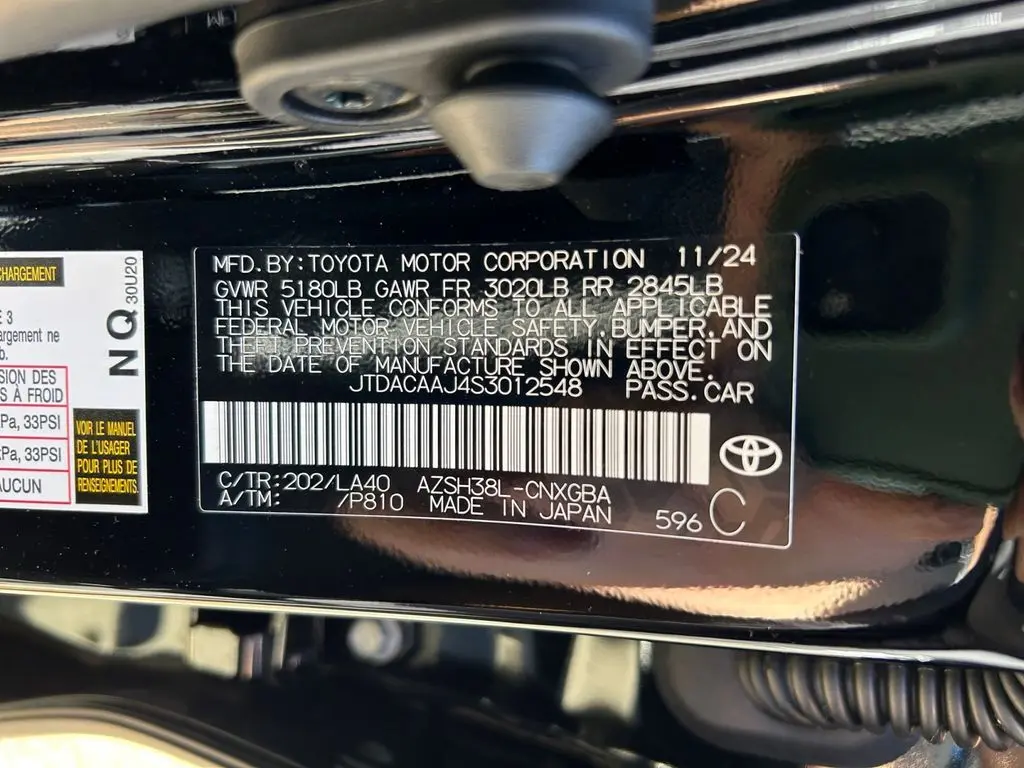 MFD.BY:TOYOTA MOTOR CORPORATION 11/24
GVWR 5180LB GAWR FR 3020LB RR 2845LB
THIS VEHICLE CONFORMS TO ALL APPLICABLE
FEDERAL MOTOR VEHICLE SAFETY,BUMPER,AND
THEFT PREVENTION STANDARDS IN EFFECT ON
THE DATE OF MANUFACTURE SHOWN ABOVE.
JTDACAAJ4S3012548 PASS.CAR
C/TR:202/LA40 AZSH38L-CNXGBA
A/TM: /P810 MADE IN JAPAN
596 C
CHARGEMENT
E 3
argement ne
b.
SION DES
S À FROID
kPa, 33PSI
kPa, 33PSI
AUCUN
NQ
30U20
VOIR LE MANUEL
DE L'USAGER
POUR PLUS DE
RENSEIGNEMENTS.